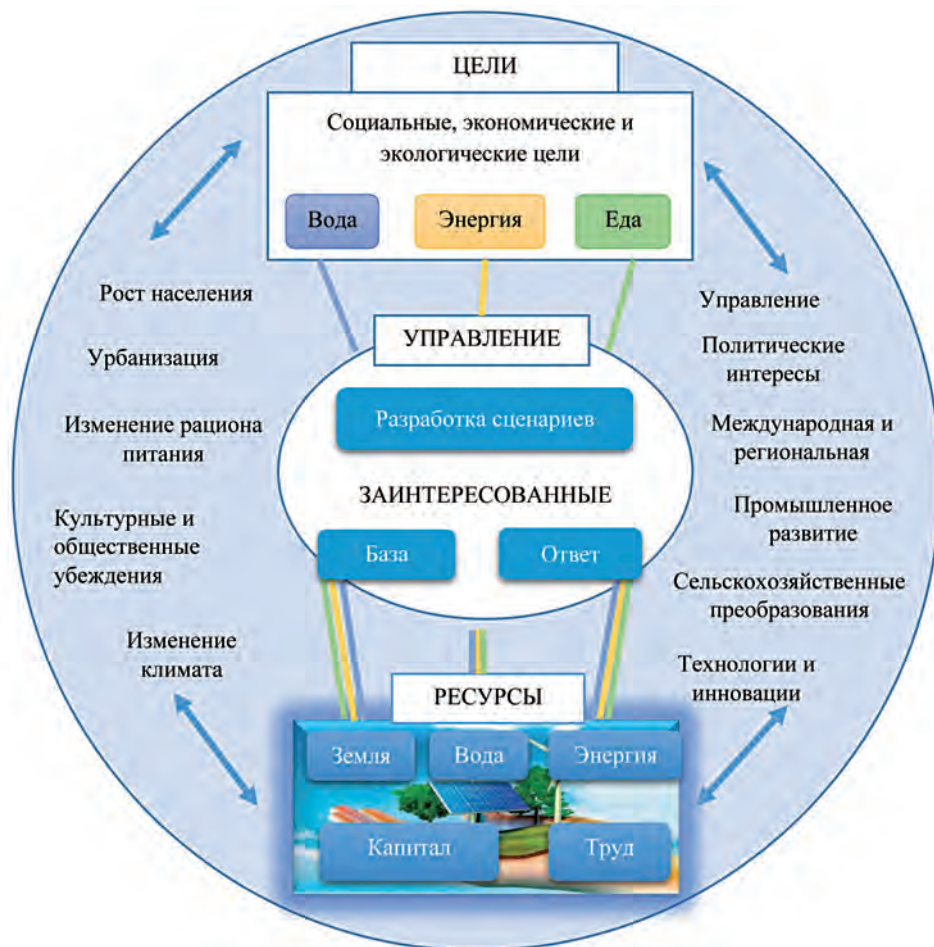 ЦЕЛИ
Социальные, экономические и
экологические цели
Вода
Энергия
Еда
Рост населения
Урбанизация
Изменение рациона
питания
Культурные и
общественные
убеждения
Изменение
климата
УПРАВЛЕНИЕ
Разработка сценариев
ЗАИНТЕРЕСОВАННЫЕ
База
Ответ
Управление
Политические
интересы
Международная и
региональная
Промышленное
развитие
Сельскохозяйственные
преобразования
Технологии и
инновации
РЕСУРСЫ
Земля
Вода
Энергия
Капитал
Труд